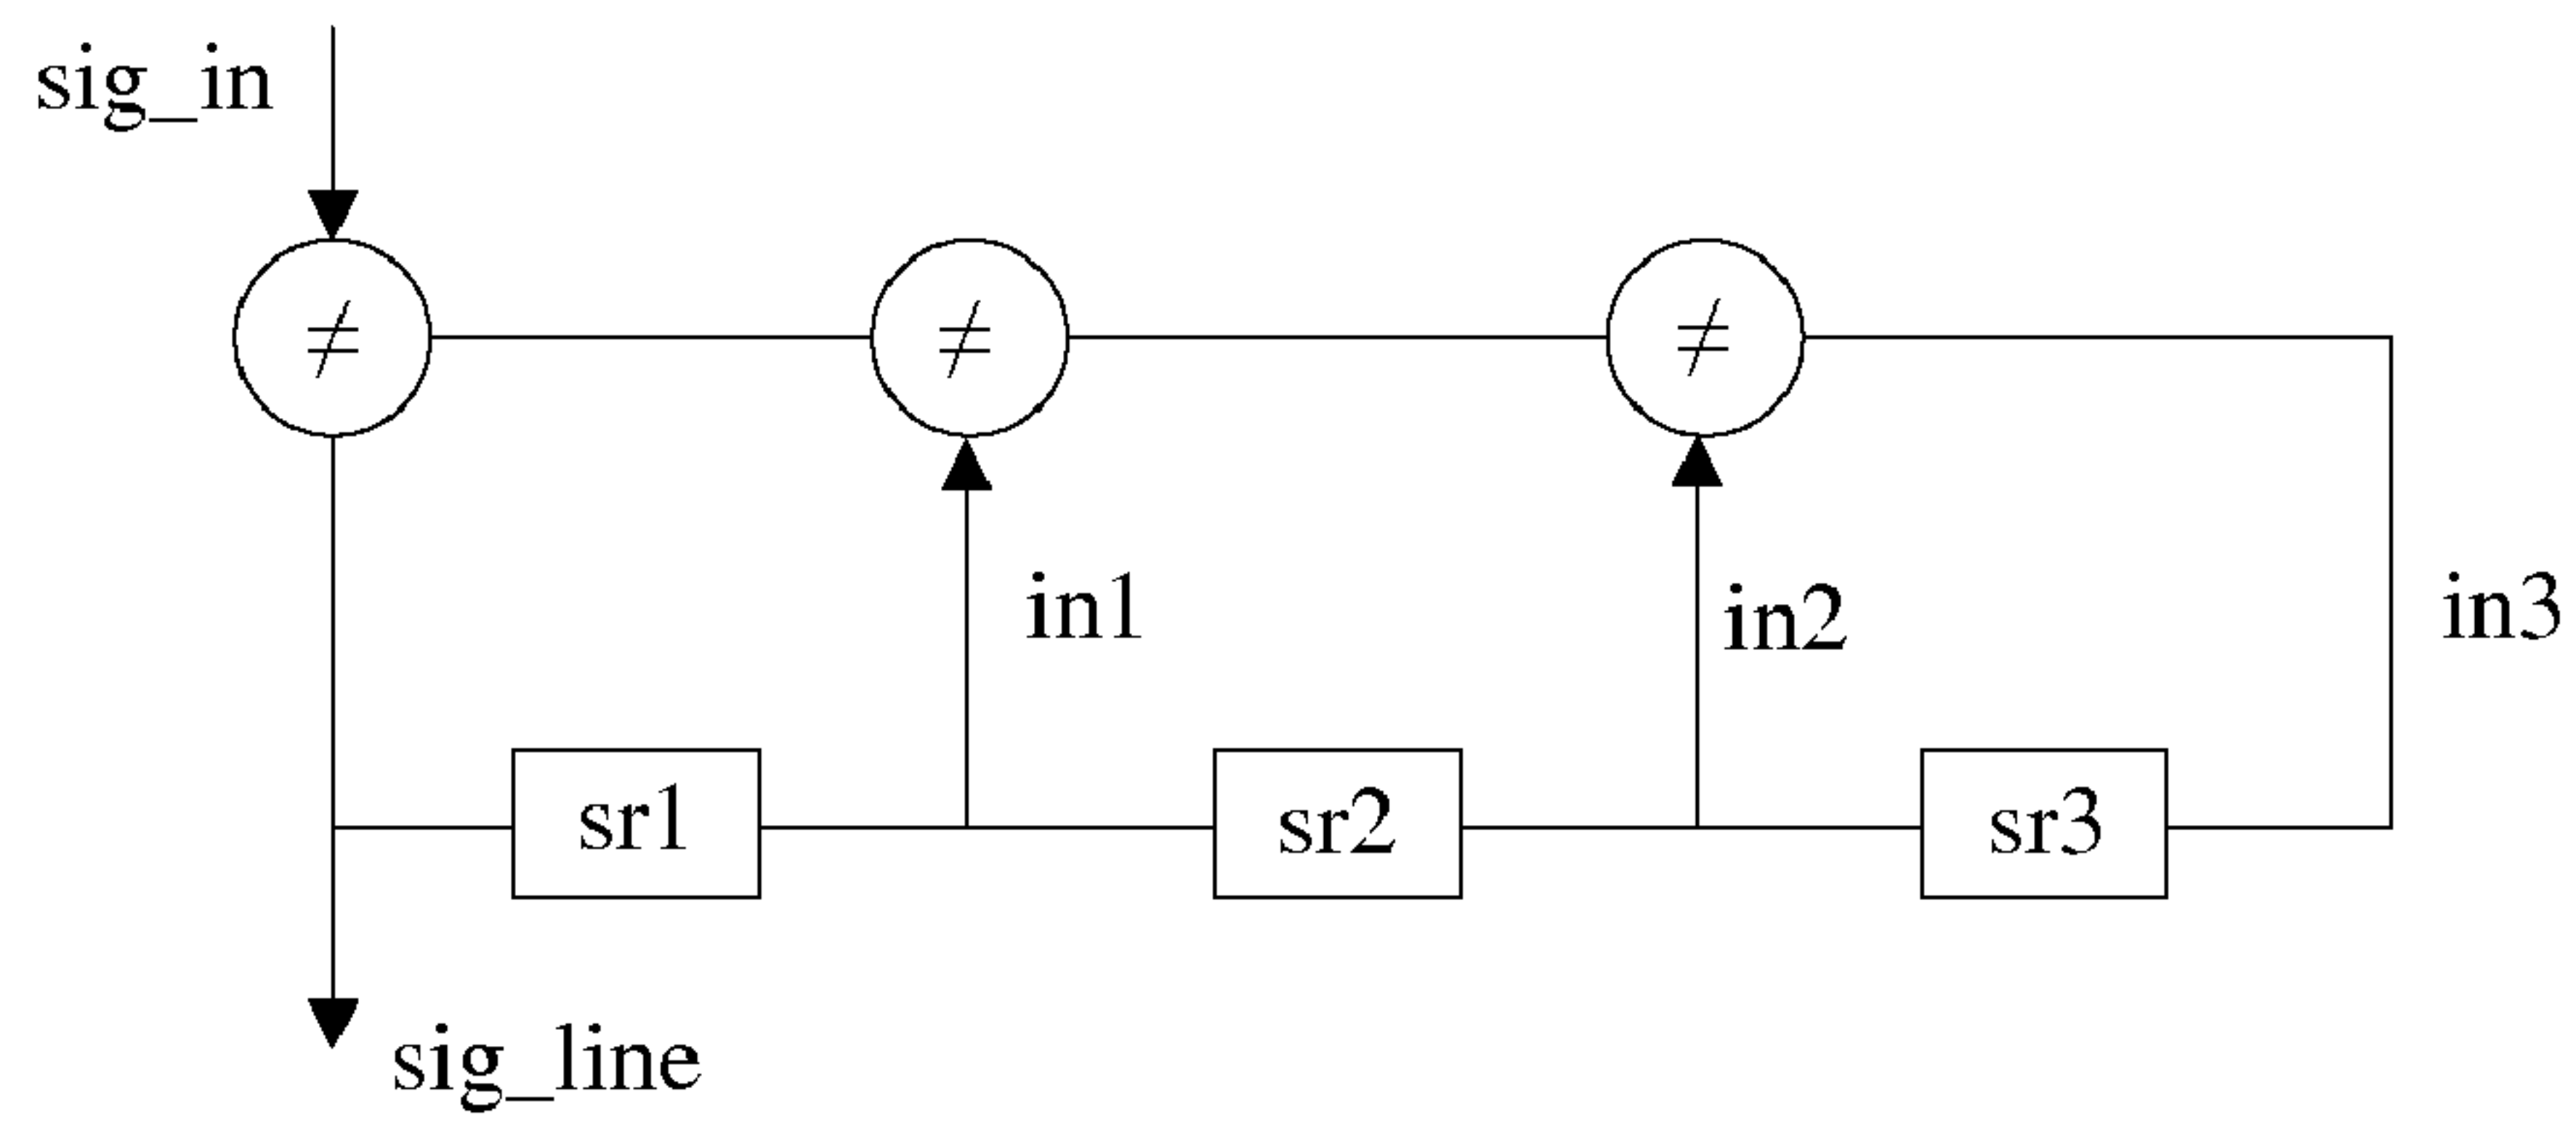 sig_in
≠ ≠ ≠
in1 in2 in3
sr1 sr2 sr3
sig_line